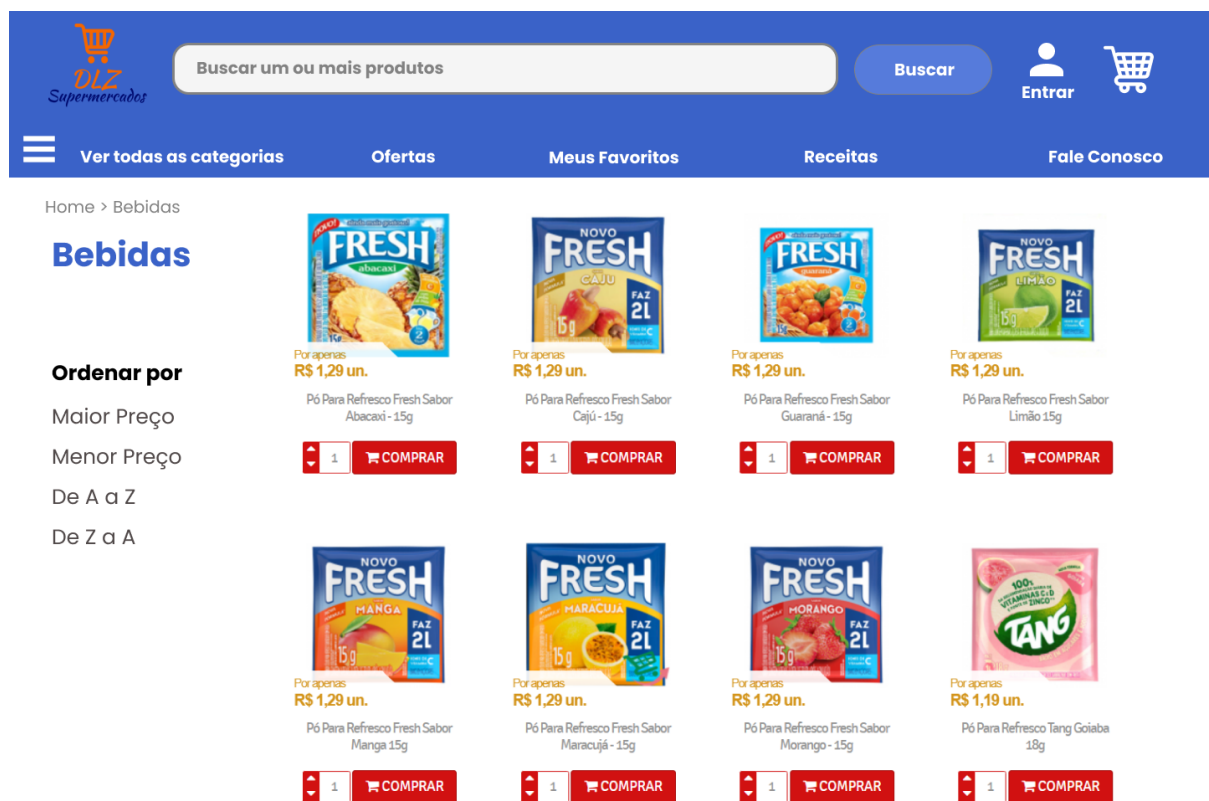 DLZ
Supermercados
Buscar um ou mais produtos
Buscar
Entrar
Ver todas as categorias
Ofertas
Meus Favoritos
Receitas
Fale Conosco
Home > Bebidas
Bebidas
Ordenar por
Maior Preço
Menor Preço
De A a Z
De Z a A
novo!
FRESH
abacaxi
15g
2
Por apenas
R$ 1,29 un.
Pó Para Refresco Fresh Sabor
Abacaxi - 15g
1
COMPRAR
NOVO
FRESH
CAJU
FAZ
2L
15g
Por apenas
R$ 1,29 un.
Pó Para Refresco Fresh Sabor
Cajú - 15g
1
COMPRAR
novo!
FRESH
guaraná
2
Por apenas
R$ 1,29 un.
Pó Para Refresco Fresh Sabor
Guaraná - 15g
1
COMPRAR
NOVO
FRESH
LIMÃO
FAZ
2L
15g
Por apenas
R$ 1,29 un.
Pó Para Refresco Fresh Sabor
Limão 15g
1
COMPRAR
NOVO
FRESH
MANGA
FAZ
2L
15g
Por apenas
R$ 1,29 un.
Pó Para Refresco Fresh Sabor
Manga 15g
1
COMPRAR
NOVO
FRESH
MARACUJÁ
FAZ
2L
15g
Por apenas
R$ 1,29 un.
Pó Para Refresco Fresh Sabor
Maracujá - 15g
1
COMPRAR
NOVO
FRESH
MORANGO
FAZ
2L
15g
Por apenas
R$ 1,29 un.
Pó Para Refresco Fresh Sabor
Morango - 15g
1
COMPRAR
100%
VITAMINAS C+D
ZINCO
TANG
Por apenas
R$ 1,19 un.
Pó Para Refresco Tang Goiaba
18g
1
COMPRAR